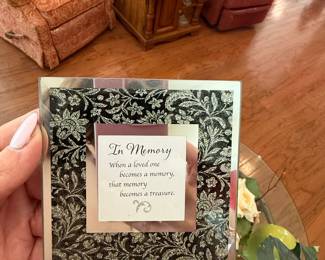 In Memory
When a loved one
becomes a memory,
that memory
becomes a treasure.